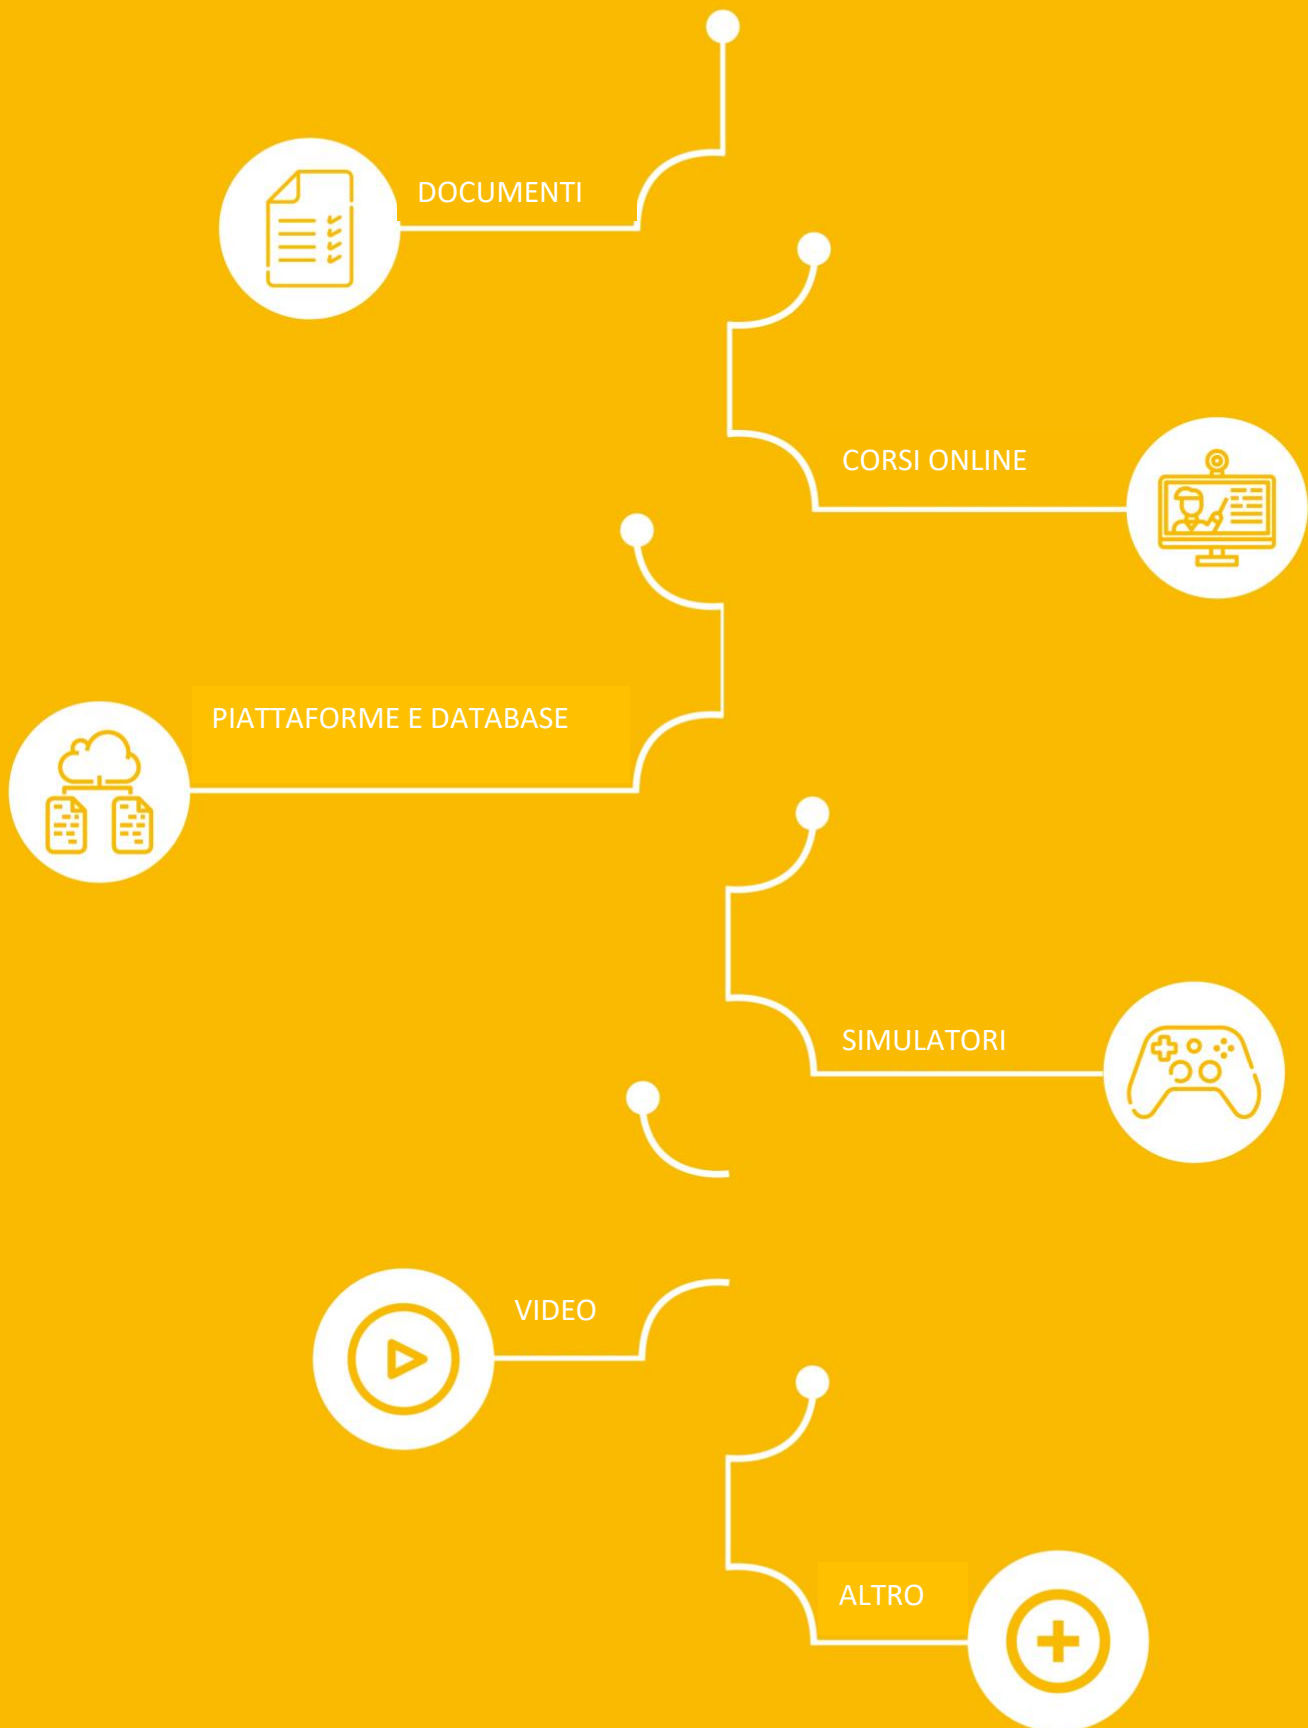 DOCUMENTI
CORSI ONLINE
PIATTAFORME E DATABASE
SIMULATORI
VIDEO
ALTRO